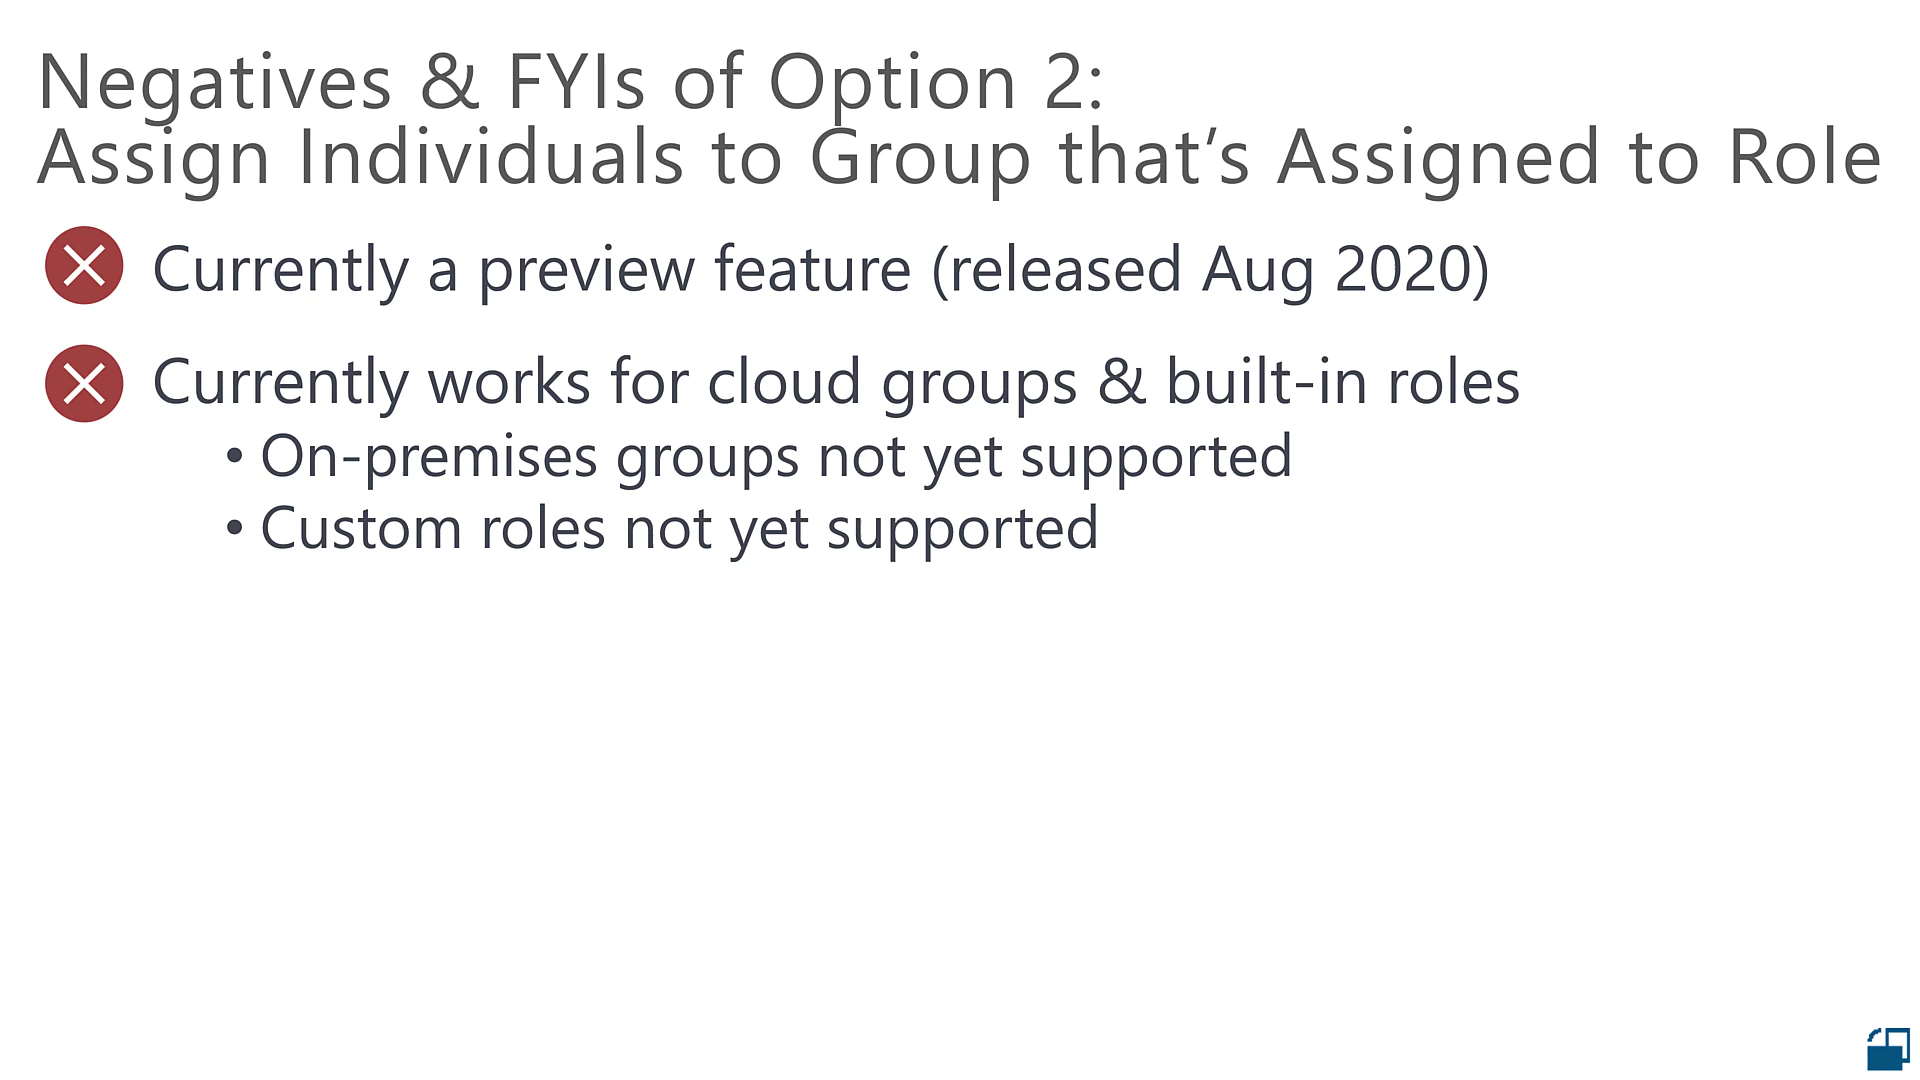 Negatives & FYIs of Option 2:
Assign Individuals to Group that’s Assigned to Role
Currently a preview feature (released Aug 2020)
Currently works for cloud groups & built-in roles
• On-premises groups not yet supported
• Custom roles not yet supported